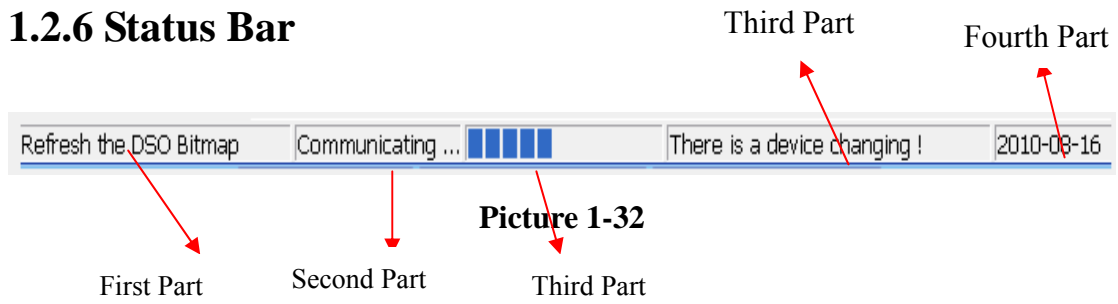 1.2.6 Status Bar
Third Part
Fourth Part
Refresh the DSO Bitmap
Communicating ...
There is a device changing !
2010-08-16
Picture 1-32
First Part
Second Part
Third Part